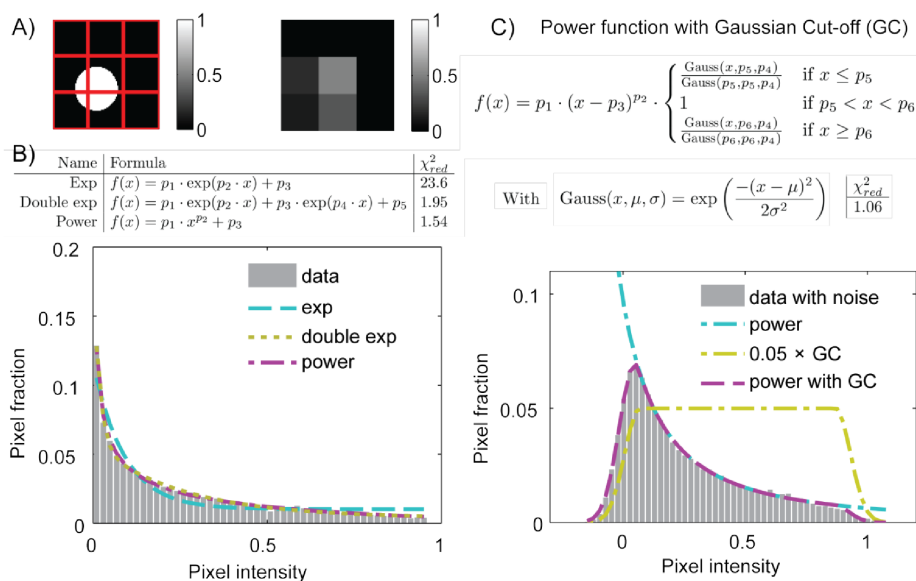 A)
1
0.5
0
1
0.5
0
B)
Name Formula χ²_red
Exp f(x) = p₁ · exp(p₂ · x) + p₃ 23.6
Double exp f(x) = p₁ · exp(p₂ · x) + p₃ · exp(p₄ · x) + p₅ 1.95
Power f(x) = p₁ · x^p₂ + p₃ 1.54
0.2
0.15
0.1
0.05
0
Pixel fraction
data
exp
double exp
power
0 0.5 1
Pixel intensity
C) Power function with Gaussian Cut-off (GC)
f(x) = p₁ · (x − p₃)^p₂ · {
Gauss(x,p₅,p₄)/Gauss(p₅,p₅,p₄) if x ≤ p₅
1 if p₅ < x < p₆
Gauss(x,p₆,p₄)/Gauss(p₆,p₆,p₄) if x ≥ p₆
With Gauss(x, μ, σ) = exp(−(x − μ)²/2σ²) χ²_red
1.06
0.1
0.05
0
Pixel fraction
data with noise
power
0.05 × GC
power with GC
0 0.5 1
Pixel intensity